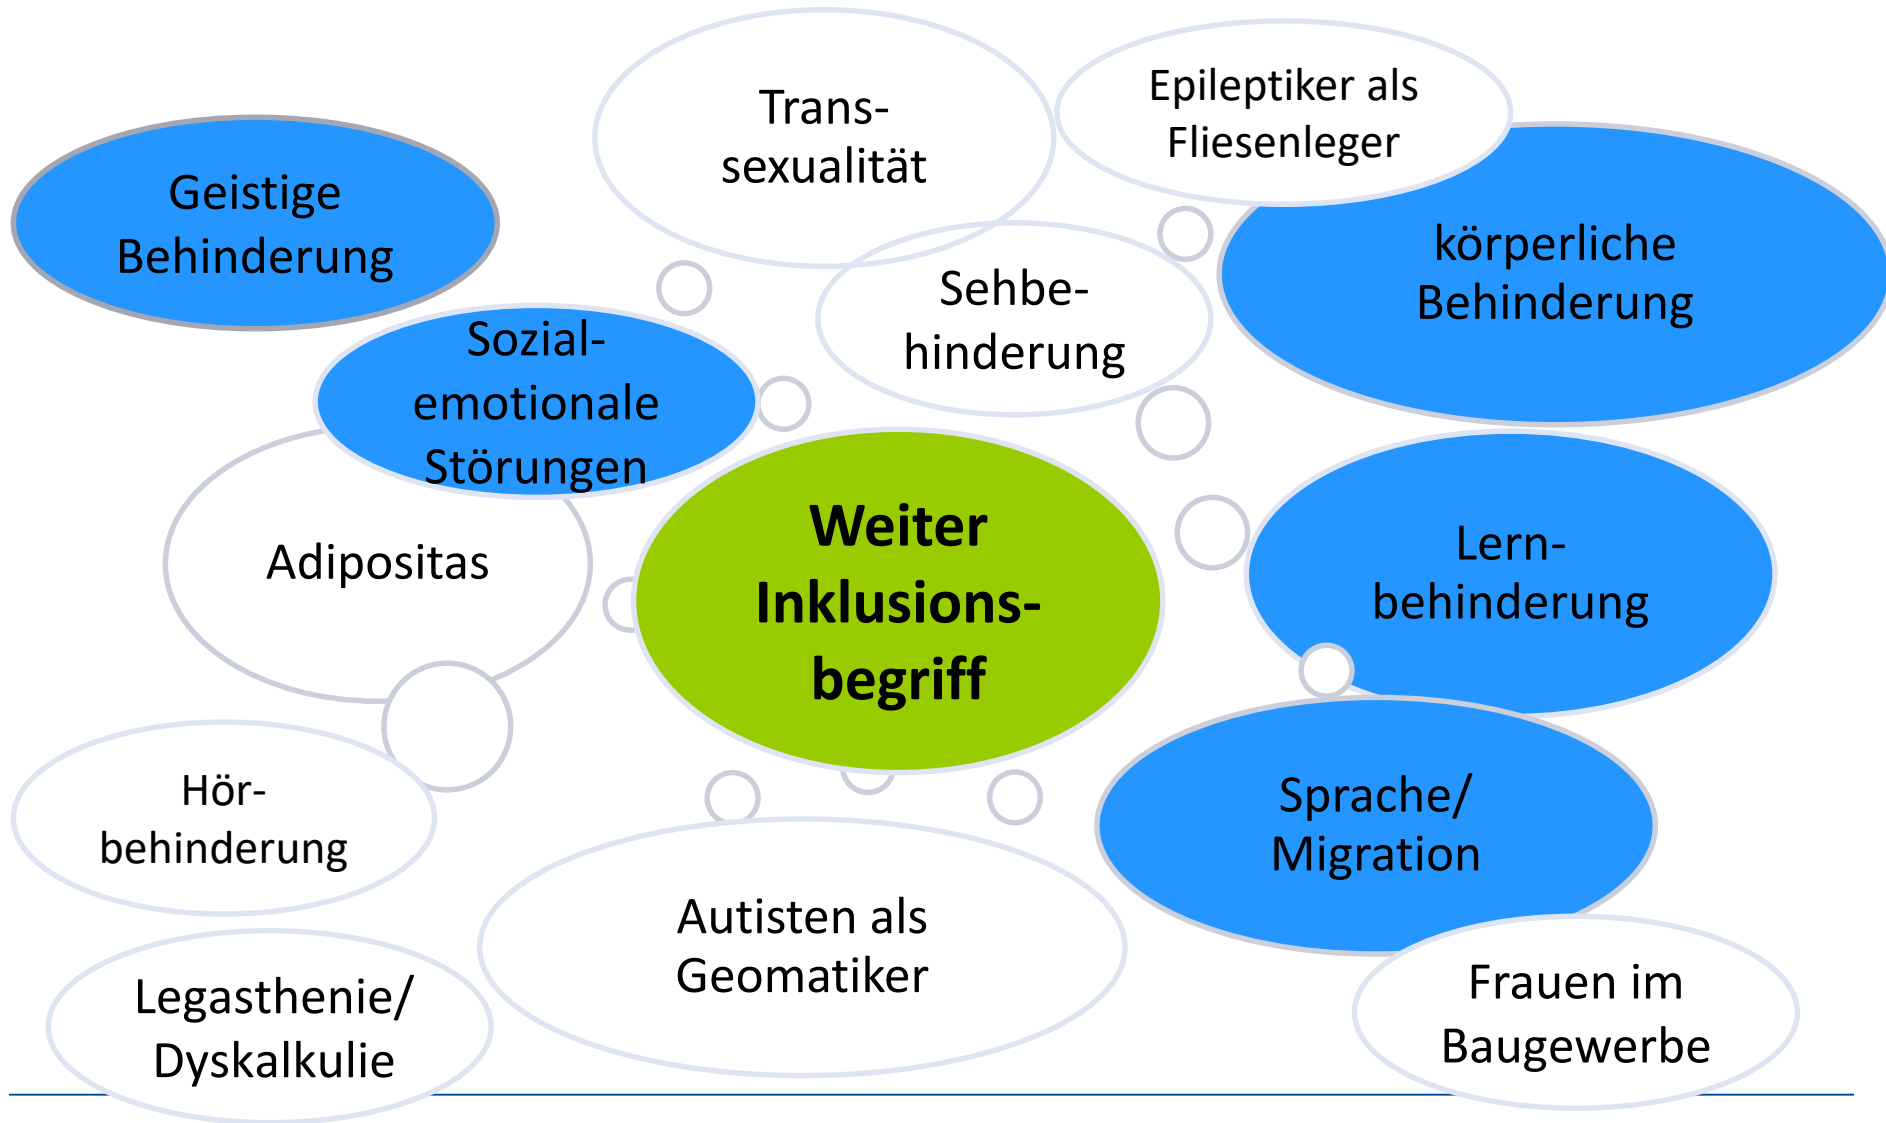 Trans-
sexualität
Epileptiker als
Fliesenleger
Geistige
Behinderung
körperliche
Behinderung
Sehbe-
hinderung
Sozial-
emotionale
Störungen
Adipositas
Weiter
Inklusions-
begriff
Lern-
behinderung
Hör-
behinderung
Sprache/
Migration
Autisten als
Geomatiker
Legasthenie/
Dyskalkulie
Frauen im
Baugewerbe